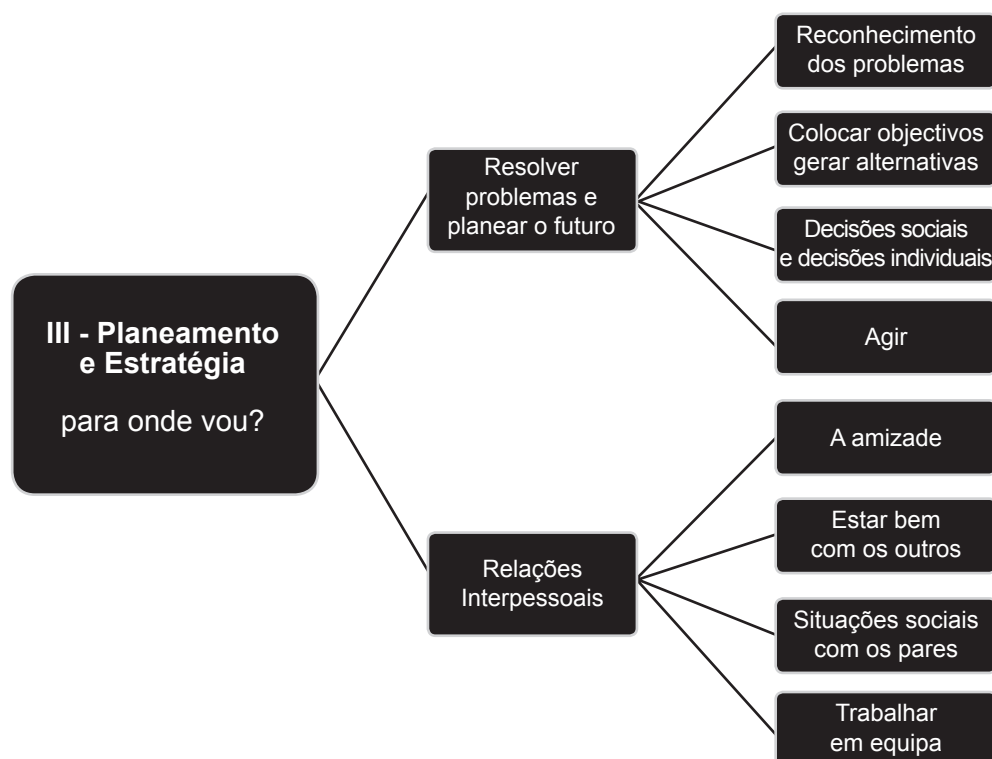 III - Planeamento
e Estratégia
para onde vou?
Resolver
problemas e
planear o futuro
Reconhecimento
dos problemas
Colocar objectivos
gerar alternativas
Decisões sociais
e decisões individuais
Agir
Relações
Interpessoais
A amizade
Estar bem
com os outros
Situações sociais
com os pares
Trabalhar
em equipa